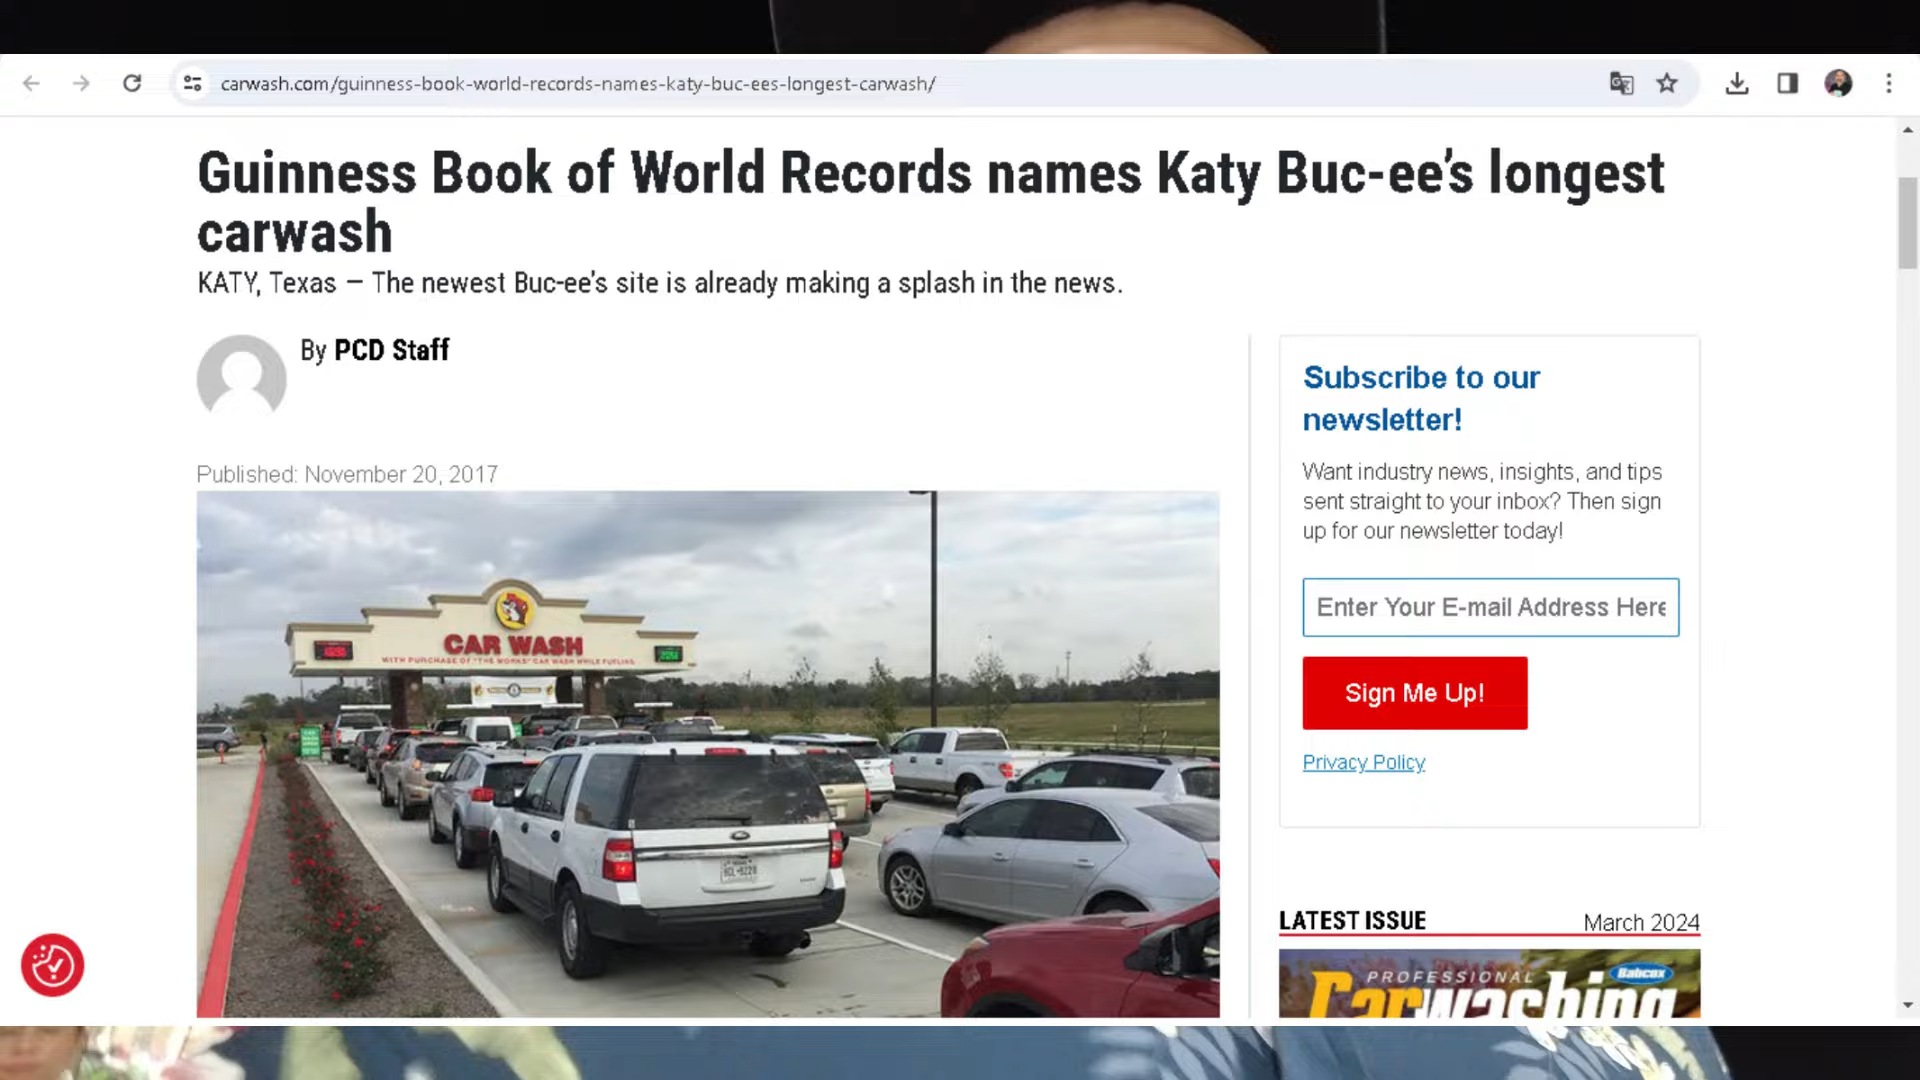 carwash.com/guinness-book-world-records-names-katy-buc-ees-longest-carwash/
Guinness Book of World Records names Katy Buc-ee's longest
carwash
KATY, Texas — The newest Buc-ee's site is already making a splash in the news.
By PCD Staff
Published: November 20, 2017
CAR WASH
WITH PURCHASE OF "THE WORKS" CAR WASH WHILE FUELING
Subscribe to our
newsletter!
Want industry news, insights, and tips
sent straight to your inbox? Then sign
up for our newsletter today!
Enter Your E-mail Address Here
Sign Me Up!
Privacy Policy
LATEST ISSUE
March 2024
PROFESSIONAL
Babcox
Carwashing